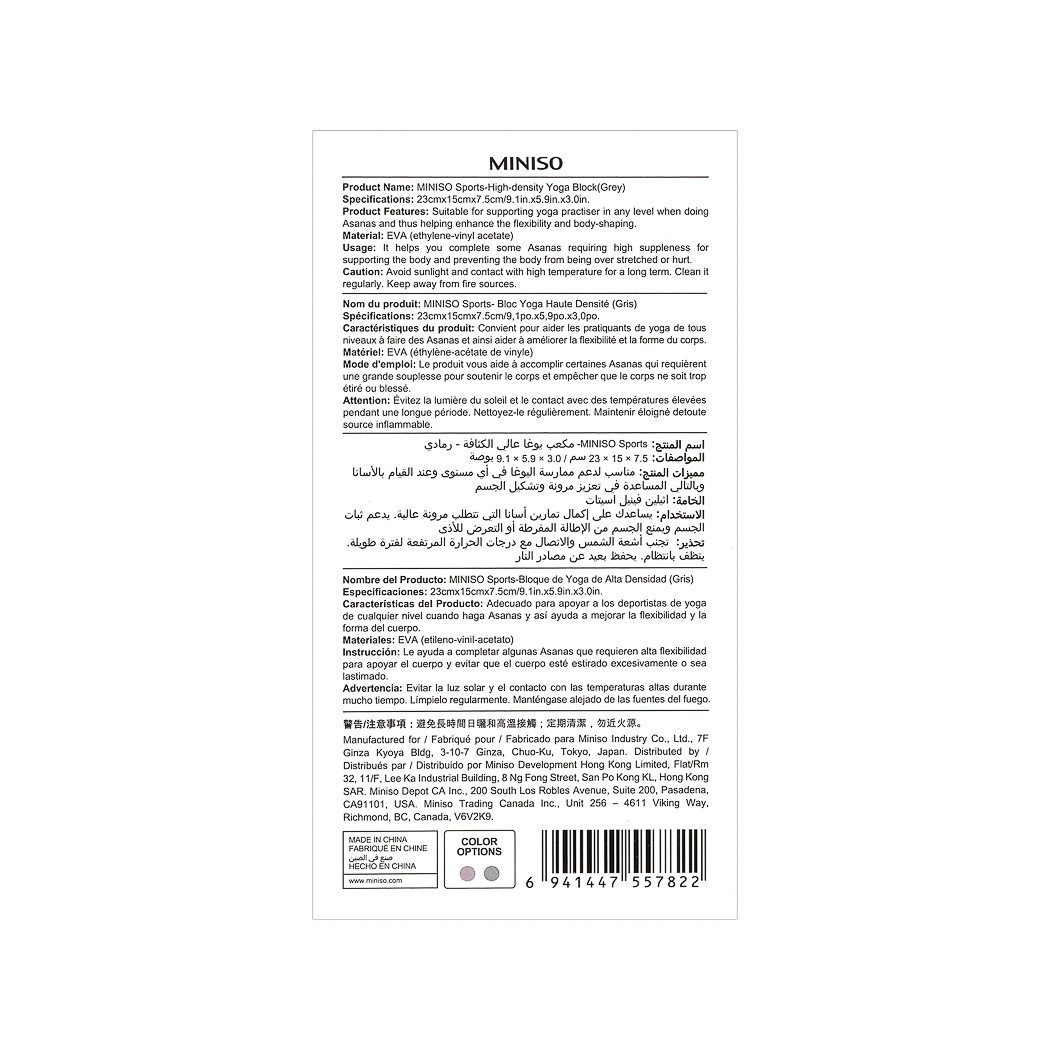 MINISO
Product Name: MINISO Sports-High-density Yoga Block(Grey)
Specifications: 23cmx15cmx7.5cm/9.1in.x5.9in.x3.0in.
Product Features: Suitable for supporting yoga practiser in any level when doing
Asanas and thus helping enhance the flexibility and body-shaping.
Material: EVA (ethylene-vinyl acetate)
Usage: It helps you complete some Asanas requiring high suppleness for
supporting the body and preventing the body from being over stretched or hurt.
Caution: Avoid sunlight and contact with high temperature for a long term. Clean it
regularly. Keep away from fire sources.
Nom du produit: MINISO Sports- Bloc Yoga Haute Densité (Gris)
Spécifications: 23cmx15cmx7.5cm/9,1po.x5,9po.x3,0po.
Caractéristiques du produit: Convient pour aider les pratiquants de yoga de tous
niveaux à faire des Asanas et ainsi aider à améliorer la flexibilité et la forme du corps.
Matériel: EVA (éthylène-acétate de vinyle)
Mode d'emploi: Le produit vous aide à accomplir certaines Asanas qui requièrent
une grande souplesse pour soutenir le corps et empêcher que le corps ne soit trop
étiré ou blessé.
Attention: Évitez la lumière du soleil et le contact avec des températures élevées
pendant une longue période. Nettoyez-le régulièrement. Maintenir éloigné detoute
source inflammable.
اسم المنتج: MINISO Sports- مكعب يوغا عالي الكثافة - رمادي
المواصفات: 7.5 × 15 × 23 سم / 3.0 × 5.9 × 9.1 بوصة
مميزات المنتج: مناسب لدعم ممارسة اليوغا في أي مستوى وعند القيام بالأسانا
وبالتالي المساعدة في تعزيز مرونة وتشكيل الجسم
الخامة: اثيلين فينيل اسيتات
الاستخدام: يساعدك على إكمال تمارين أسانا التي تتطلب مرونة عالية. يدعم ثبات
الجسم ويمنع الجسم من الإطالة المفرطة أو التعرض للأذى
تحذير: تجنب أشعة الشمس والاتصال مع درجات الحرارة المرتفعة لفترة طويلة.
ينظف بانتظام. يحفظ بعيد عن مصادر النار
Nombre del Producto: MINISO Sports-Bloque de Yoga de Alta Densidad (Gris)
Especificaciones: 23cmx15cmx7.5cm/9.1in.x5.9in.x3.0in.
Características del Producto: Adecuado para apoyar a los deportistas de yoga
de cualquier nivel cuando haga Asanas y así ayuda a mejorar la flexibilidad y la
forma del cuerpo.
Materiales: EVA (etileno-vinil-acetato)
Instrucción: Le ayuda a completar algunas Asanas que requieren alta flexibilidad
para apoyar el cuerpo y evitar que el cuerpo esté estirado excesivamente o sea
lastimado.
Advertencia: Evitar la luz solar y el contacto con las temperaturas altas durante
mucho tiempo. Límpielo regularmente. Manténgase alejado de las fuentes del fuego.
警告/注意事項：避免長時間日曬和高溫接觸；定期清潔，勿近火源。
Manufactured for / Fabriqué pour / Fabricado para Miniso Industry Co., Ltd., 7F
Ginza Kyoya Bldg, 3-10-7 Ginza, Chuo-Ku, Tokyo, Japan. Distributed by /
Distribués par / Distribuido por Miniso Development Hong Kong Limited, Flat/Rm
32, 11/F, Lee Ka Industrial Building, 8 Ng Fong Street, San Po Kong KL, Hong Kong
SAR. Miniso Depot CA Inc., 200 South Los Robles Avenue, Suite 200, Pasadena,
CA91101, USA. Miniso Trading Canada Inc., Unit 256 – 4611 Viking Way,
Richmond, BC, Canada, V6V2K9.
MADE IN CHINA
FABRIQUÉ EN CHINE
صنع في الصين
HECHO EN CHINA
www.miniso.com
COLOR
OPTIONS
6 941447 557822